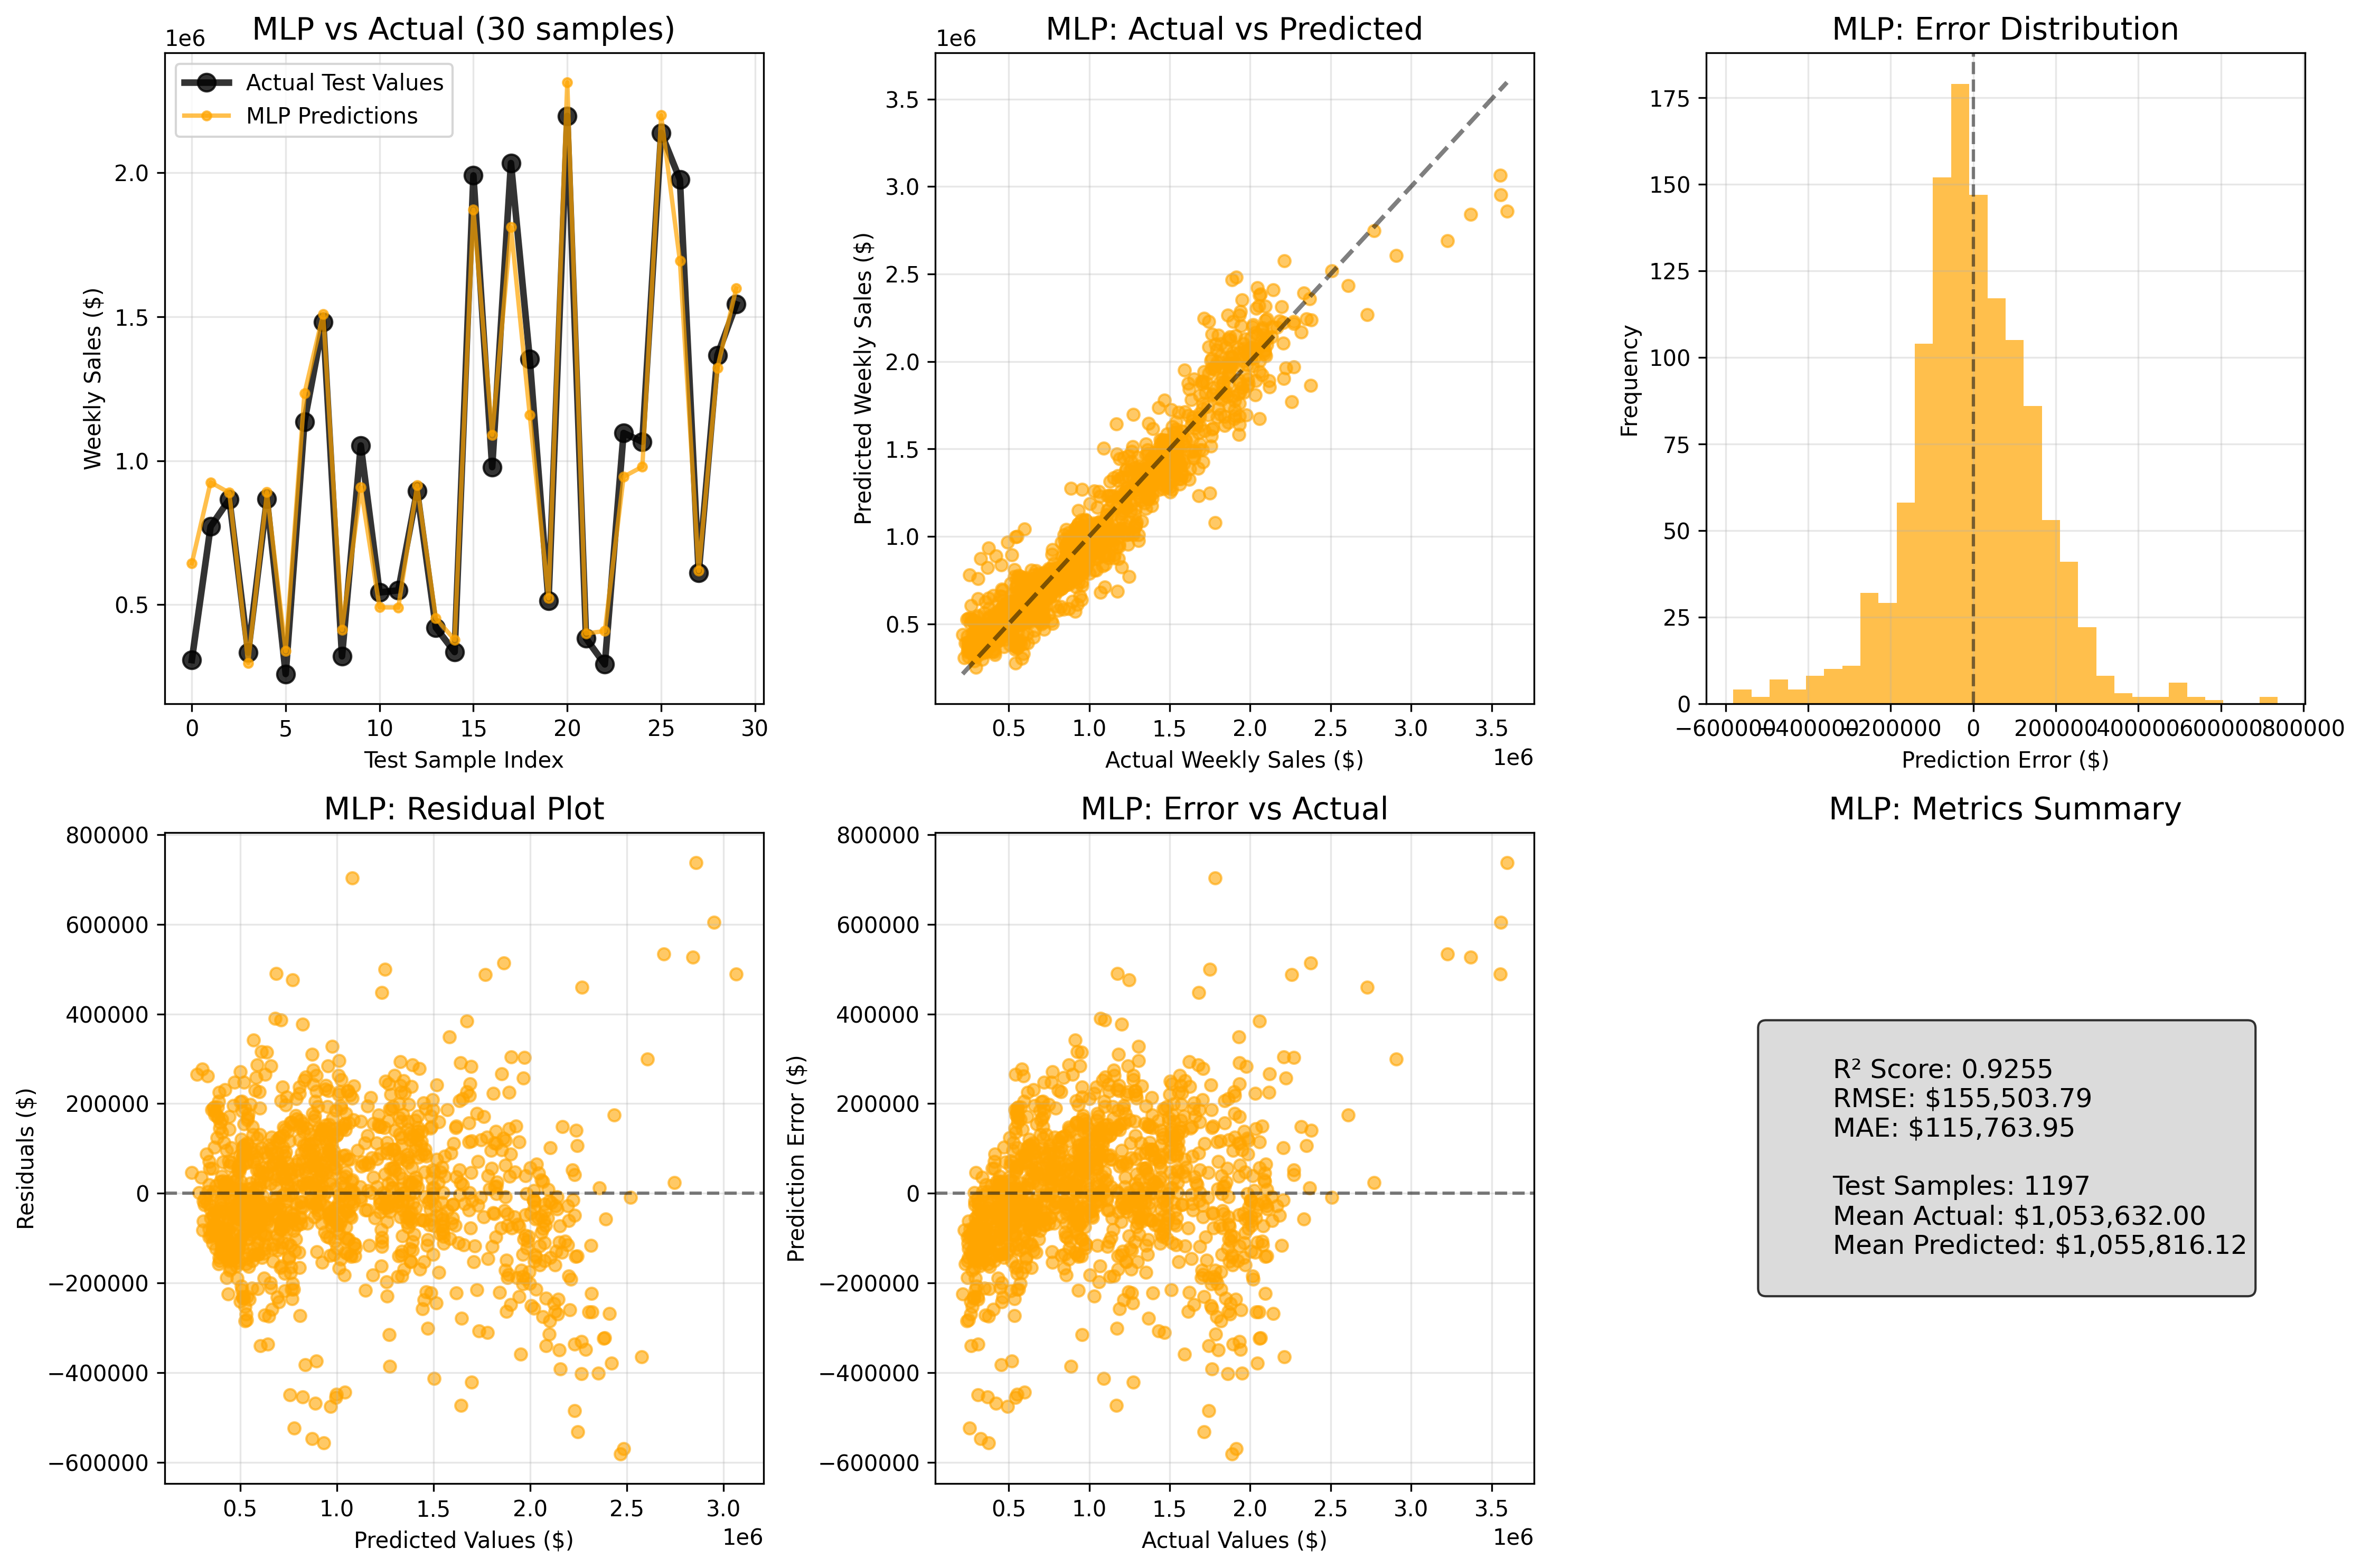 MLP vs Actual (30 samples)
1e6
Actual Test Values
MLP Predictions
Weekly Sales ($)
2.0
1.5
1.0
0.5
0 5 10 15 20 25 30
Test Sample Index
MLP: Actual vs Predicted
1e6
Predicted Weekly Sales ($)
3.5
3.0
2.5
2.0
1.5
1.0
0.5
0.5 1.0 1.5 2.0 2.5 3.0 3.5
1e6
Actual Weekly Sales ($)
MLP: Error Distribution
Frequency
175
150
125
100
75
50
25
0
−600000 −400000 −200000 0 200000 400000 600000 800000
Prediction Error ($)
MLP: Residual Plot
Residuals ($)
800000
600000
400000
200000
0
−200000
−400000
−600000
0.5 1.0 1.5 2.0 2.5 3.0
1e6
Predicted Values ($)
MLP: Error vs Actual
Prediction Error ($)
800000
600000
400000
200000
0
−200000
−400000
−600000
0.5 1.0 1.5 2.0 2.5 3.0 3.5
1e6
Actual Values ($)
MLP: Metrics Summary
R² Score: 0.9255
RMSE: $155,503.79
MAE: $115,763.95
Test Samples: 1197
Mean Actual: $1,053,632.00
Mean Predicted: $1,055,816.12